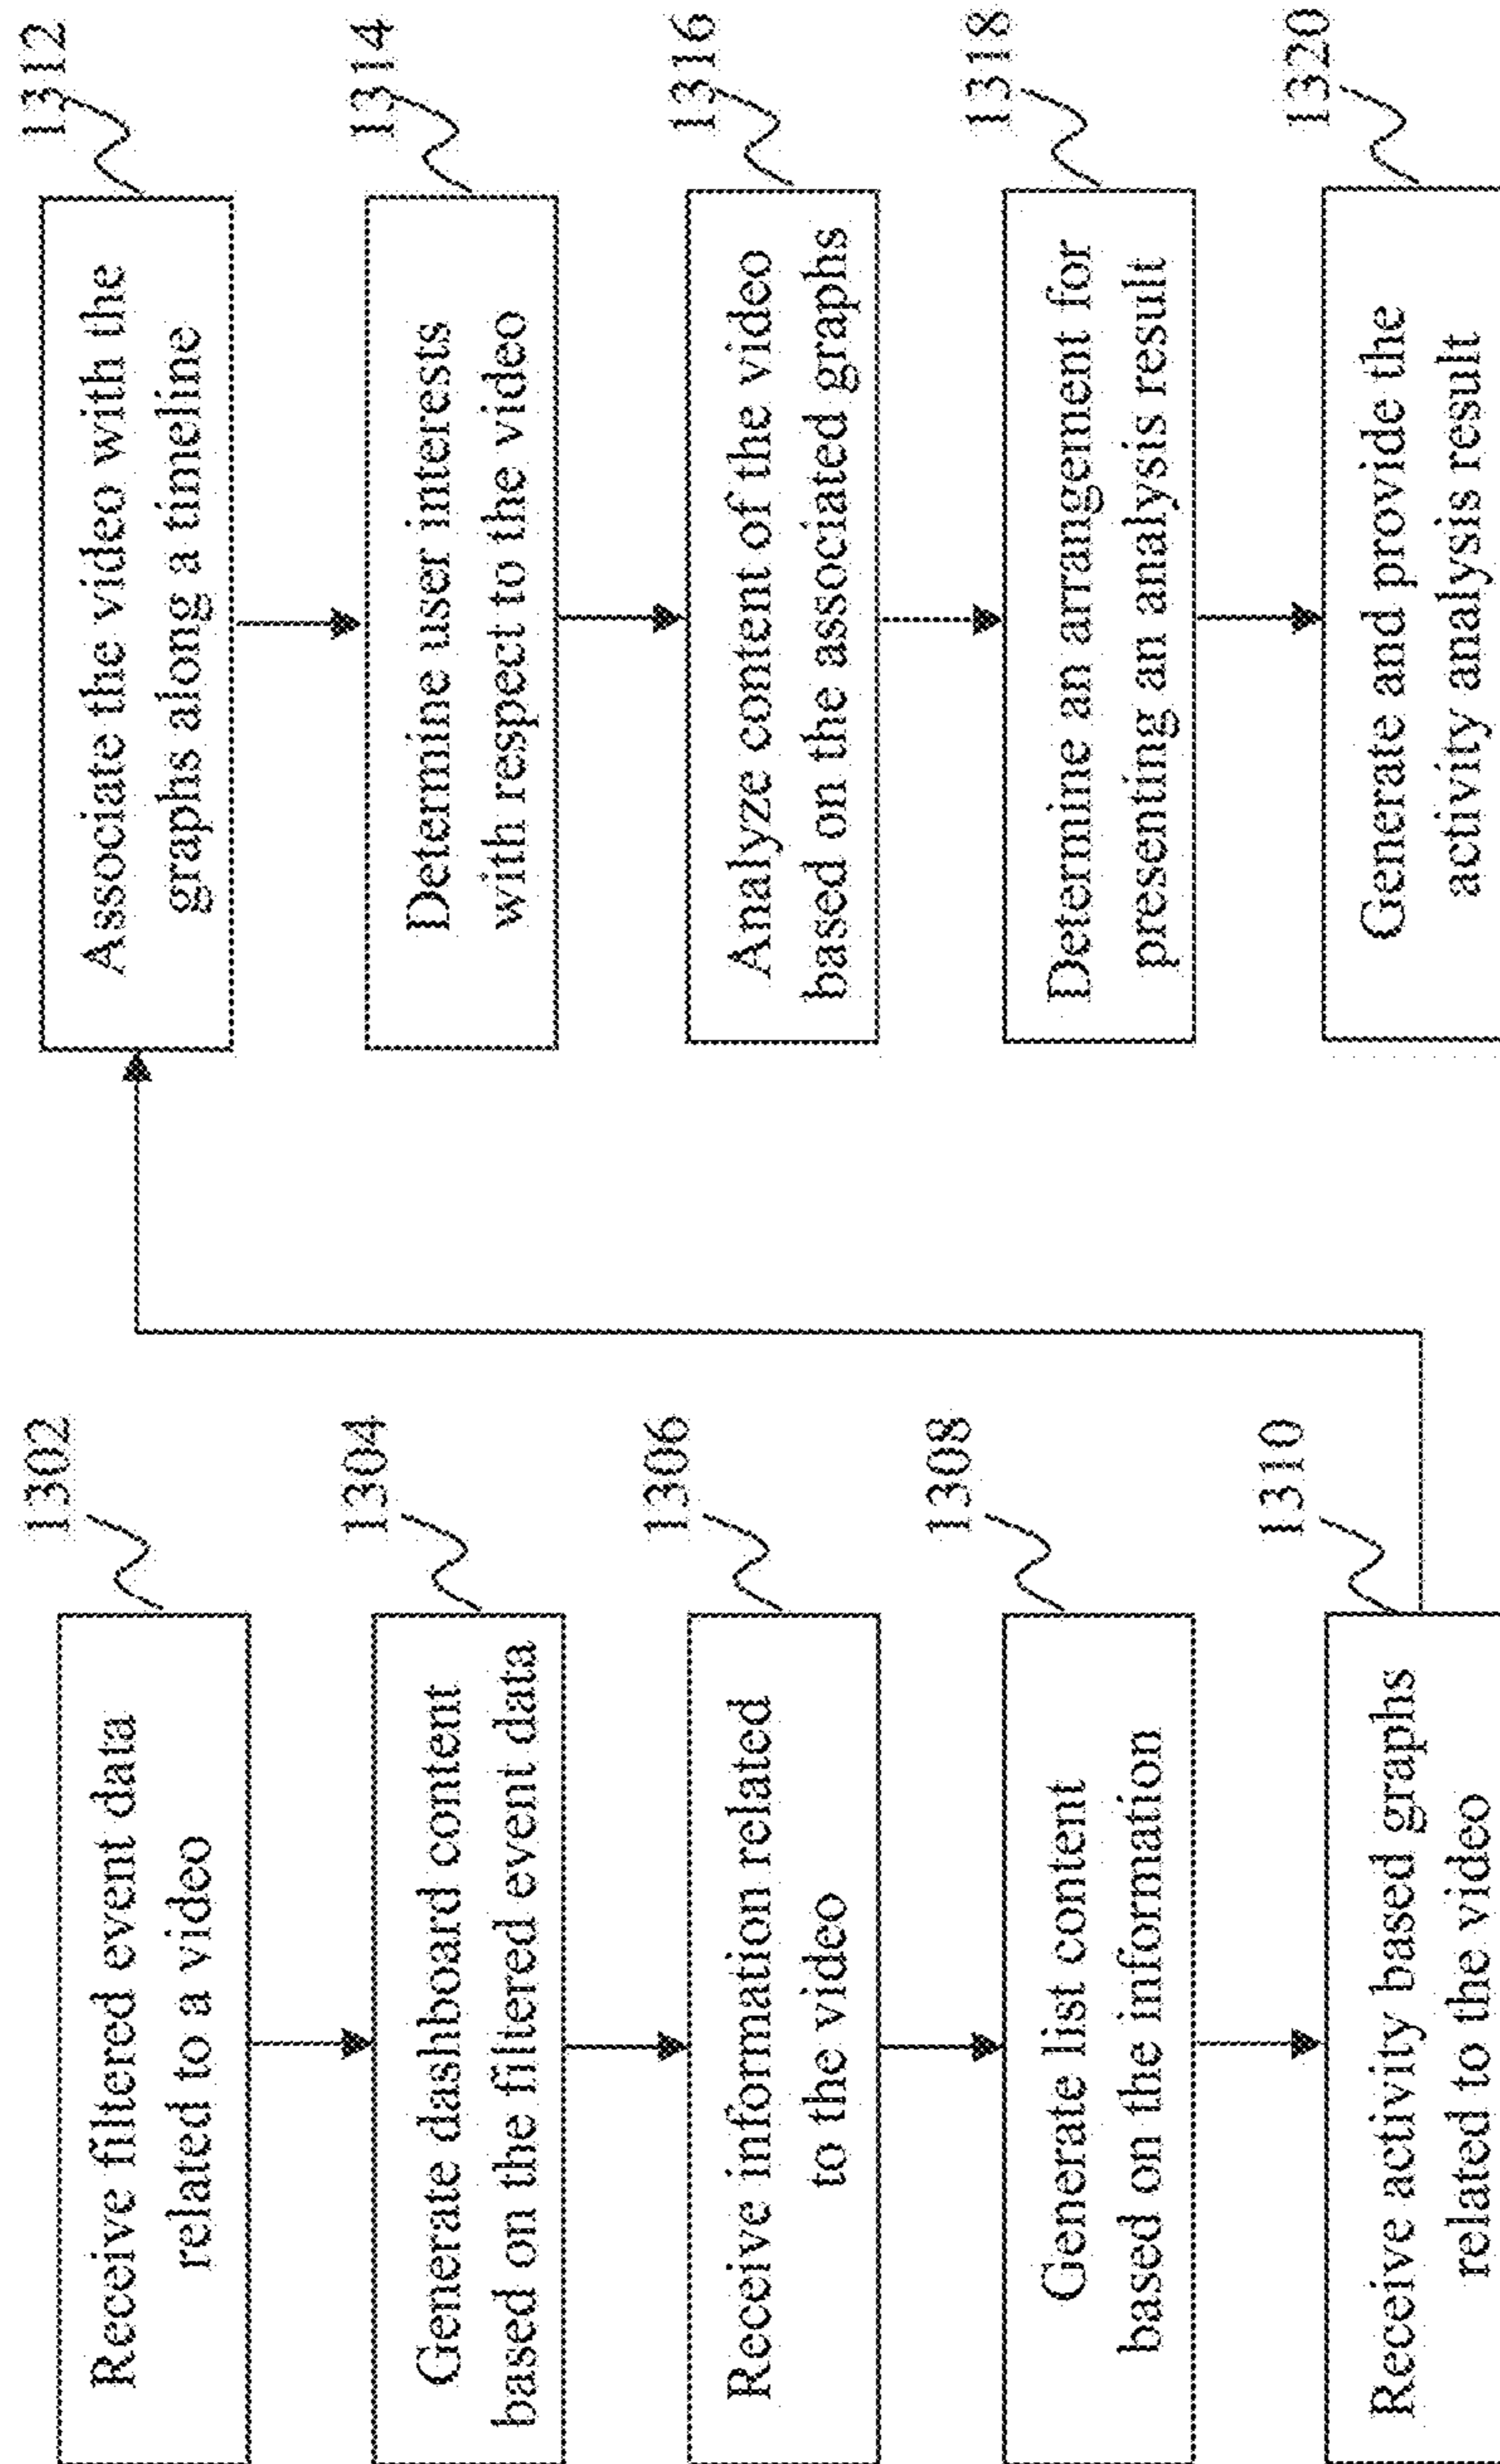 1302
Receive filtered event data
related to a video
1304
Generate dashboard content
based on the filtered event data
1306
Receive information related
to the video
1308
Generate list content
based on the information
1310
Receive activity based graphs
related to the video
1312
Associate the video with the
graphs along a timeline
1314
Determine user interests
with respect to the video
1316
Analyze content of the video
based on the associated graphs
1318
Determine an arrangement for
presenting an analysis result
1320
Generate and provide the
activity analysis result